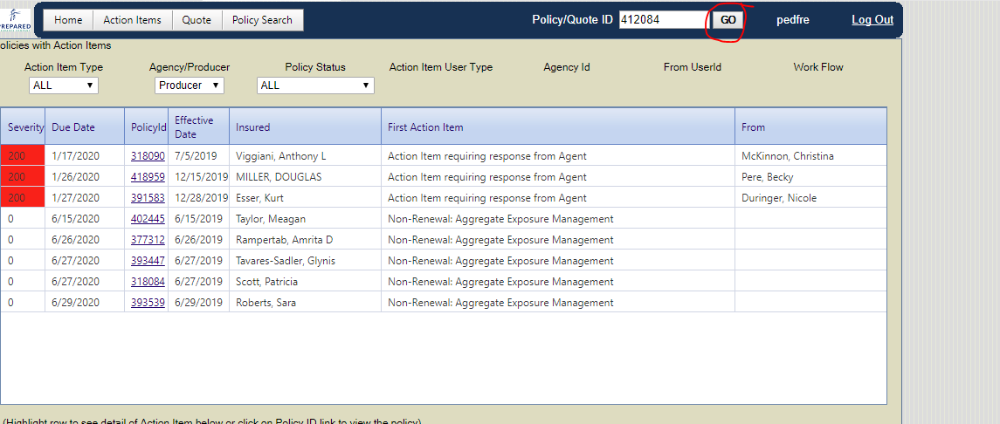 Home Action Items Quote Policy Search Policy/Quote ID 412084 GO pedfre Log Out
PREPARED
olicies with Action Items
Action Item Type Agency/Producer Policy Status Action Item User Type Agency Id From UserId Work Flow
ALL Producer ALL
Severity Due Date PolicyId Effective Date Insured First Action Item From
200 1/17/2020 318090 7/5/2019 Viggiani, Anthony L Action Item requiring response from Agent McKinnon, Christina
200 1/26/2020 418959 12/15/2019 MILLER, DOUGLAS Action Item requiring response from Agent Pere, Becky
200 1/27/2020 391583 12/28/2019 Esser, Kurt Action Item requiring response from Agent Duringer, Nicole
0 6/15/2020 402445 6/15/2019 Taylor, Meagan Non-Renewal: Aggregate Exposure Management
0 6/26/2020 377312 6/26/2019 Rampertab, Amrita D Non-Renewal: Aggregate Exposure Management
0 6/27/2020 393447 6/27/2019 Tavares-Sadler, Glynis Non-Renewal: Aggregate Exposure Management
0 6/27/2020 318084 6/27/2019 Scott, Patricia Non-Renewal: Aggregate Exposure Management
0 6/29/2020 393539 6/29/2019 Roberts, Sara Non-Renewal: Aggregate Exposure Management
(Highlight row to see detail of Action Item below or click on Policy ID link to view the policy)